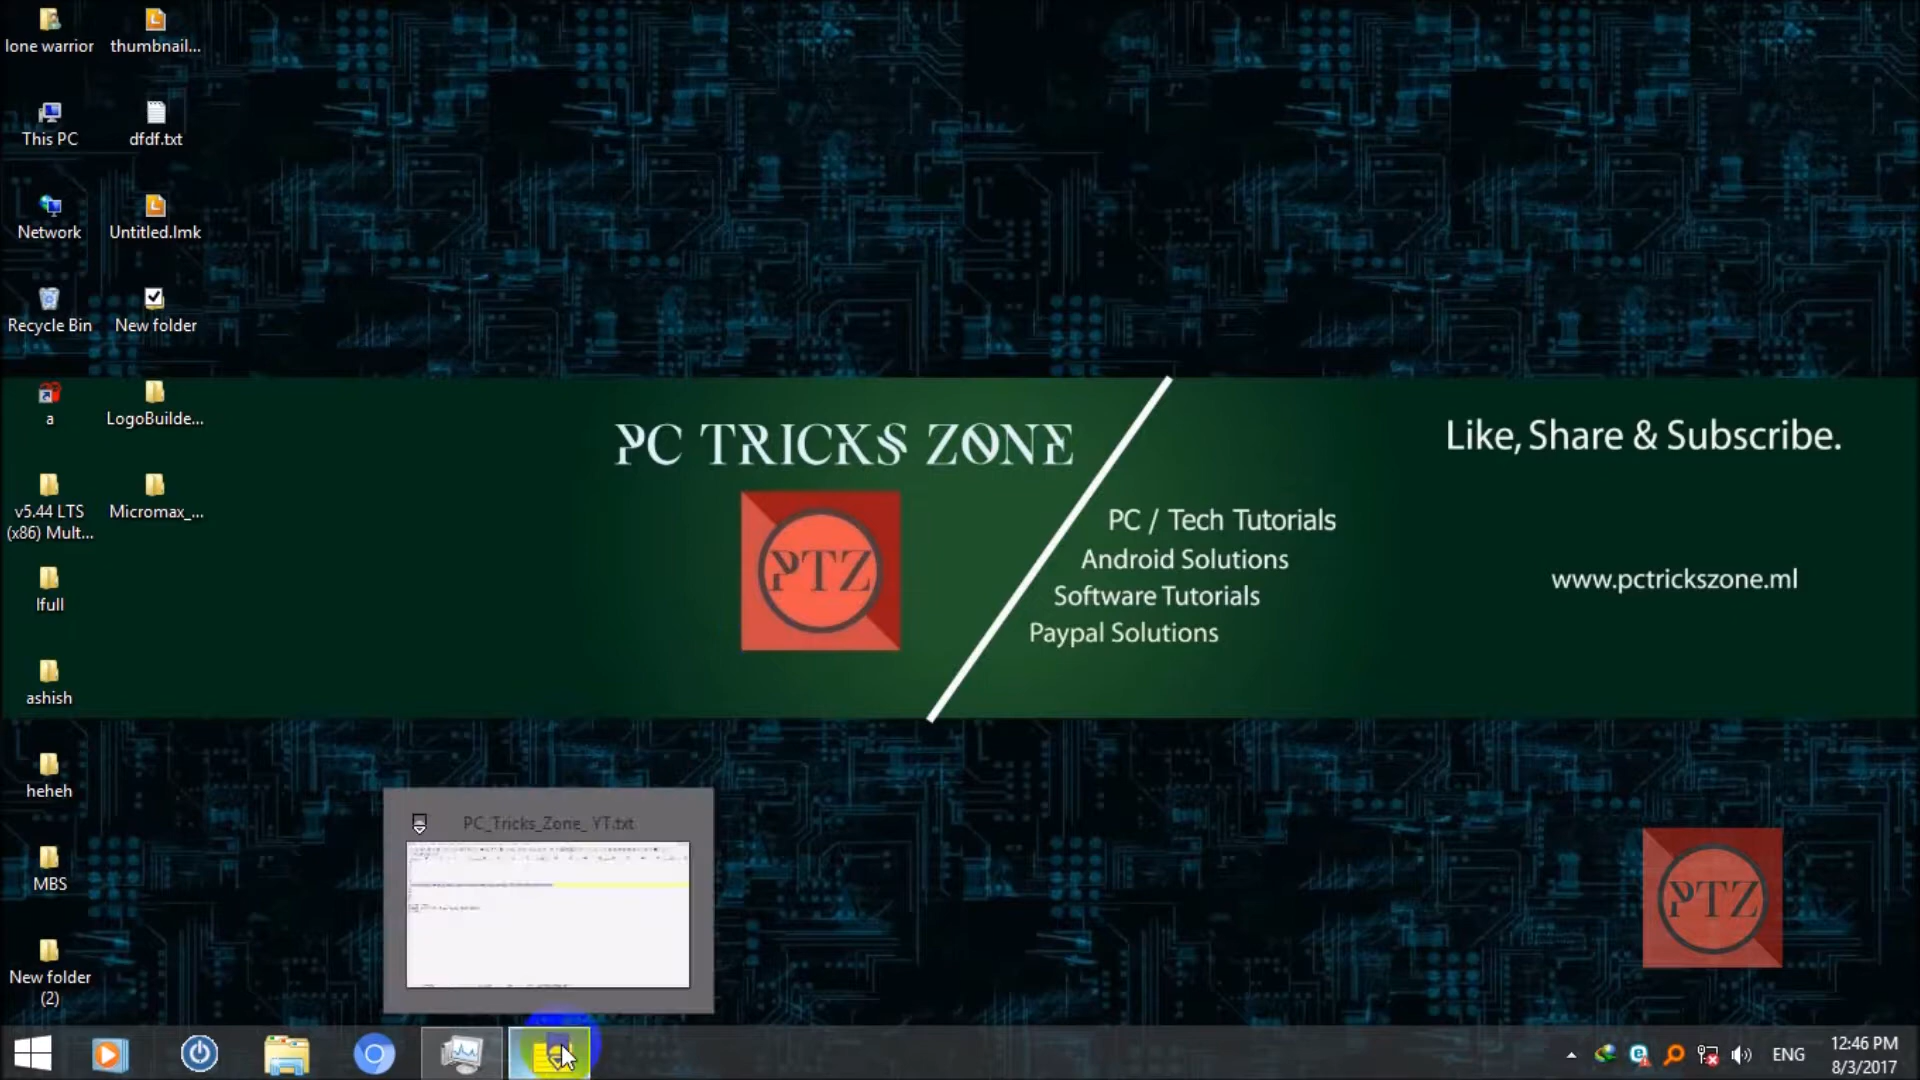 lone warrior
thumbnail...
This PC
dfdf.txt
Network
Untitled.lmk
Recycle Bin
New folder
a
LogoBuilde...
v5.44 LTS
(x86) Mult...
Micromax_...
lfull
ashish
heheh
MBS
New folder
(2)
PC TRICKS ZONE
PTZ
Like, Share & Subscribe.
PC / Tech Tutorials
Android Solutions
Software Tutorials
Paypal Solutions
www.pctrickszone.ml
PC_Tricks_Zone_ YT.txt
PTZ
ENG
12:46 PM
8/3/2017